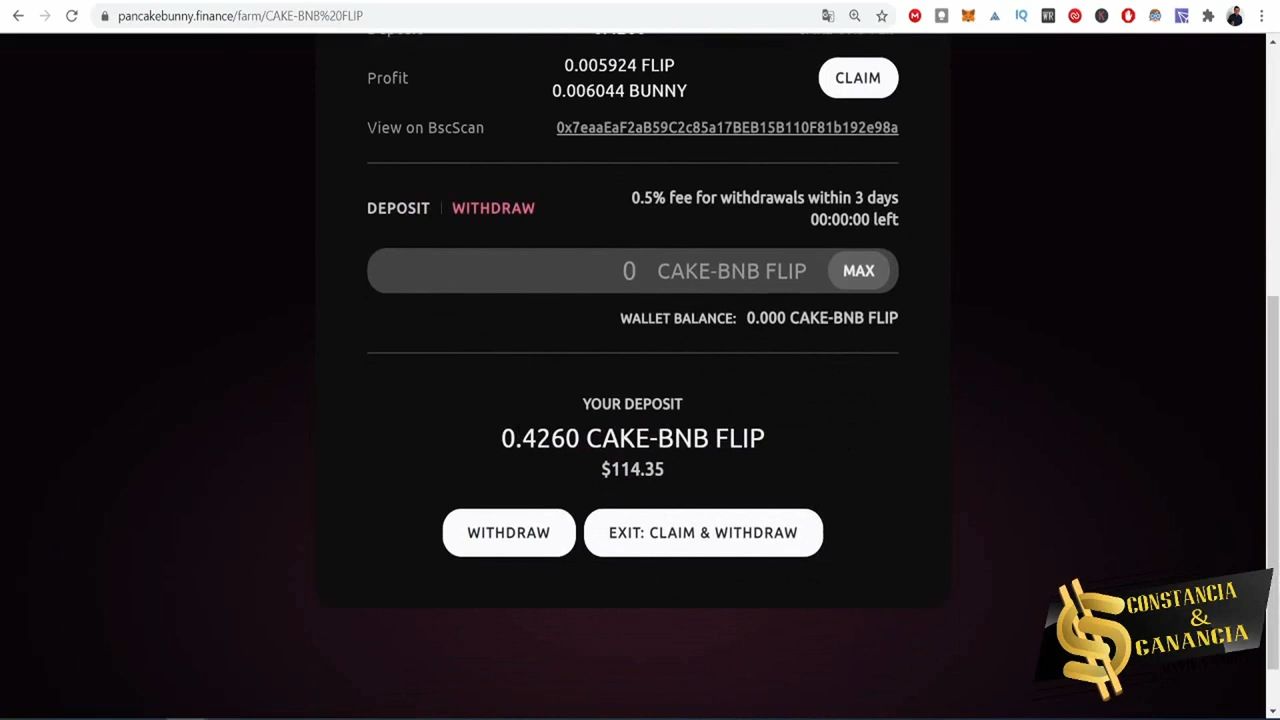 pancakebunny.finance/farm/CAKE-BNB%20FLIP
Profit
0.005924 FLIP
0.006044 BUNNY
CLAIM
View on BscScan
0x7eaaEaF2aB59C2c85a17BEB15B110F81b192e98a
DEPOSIT WITHDRAW
0.5% fee for withdrawals within 3 days
00:00:00 left
0 CAKE-BNB FLIP MAX
WALLET BALANCE: 0.000 CAKE-BNB FLIP
YOUR DEPOSIT
0.4260 CAKE-BNB FLIP
$114.35
WITHDRAW EXIT: CLAIM & WITHDRAW
CONSTANCIA
&
GANANCIA